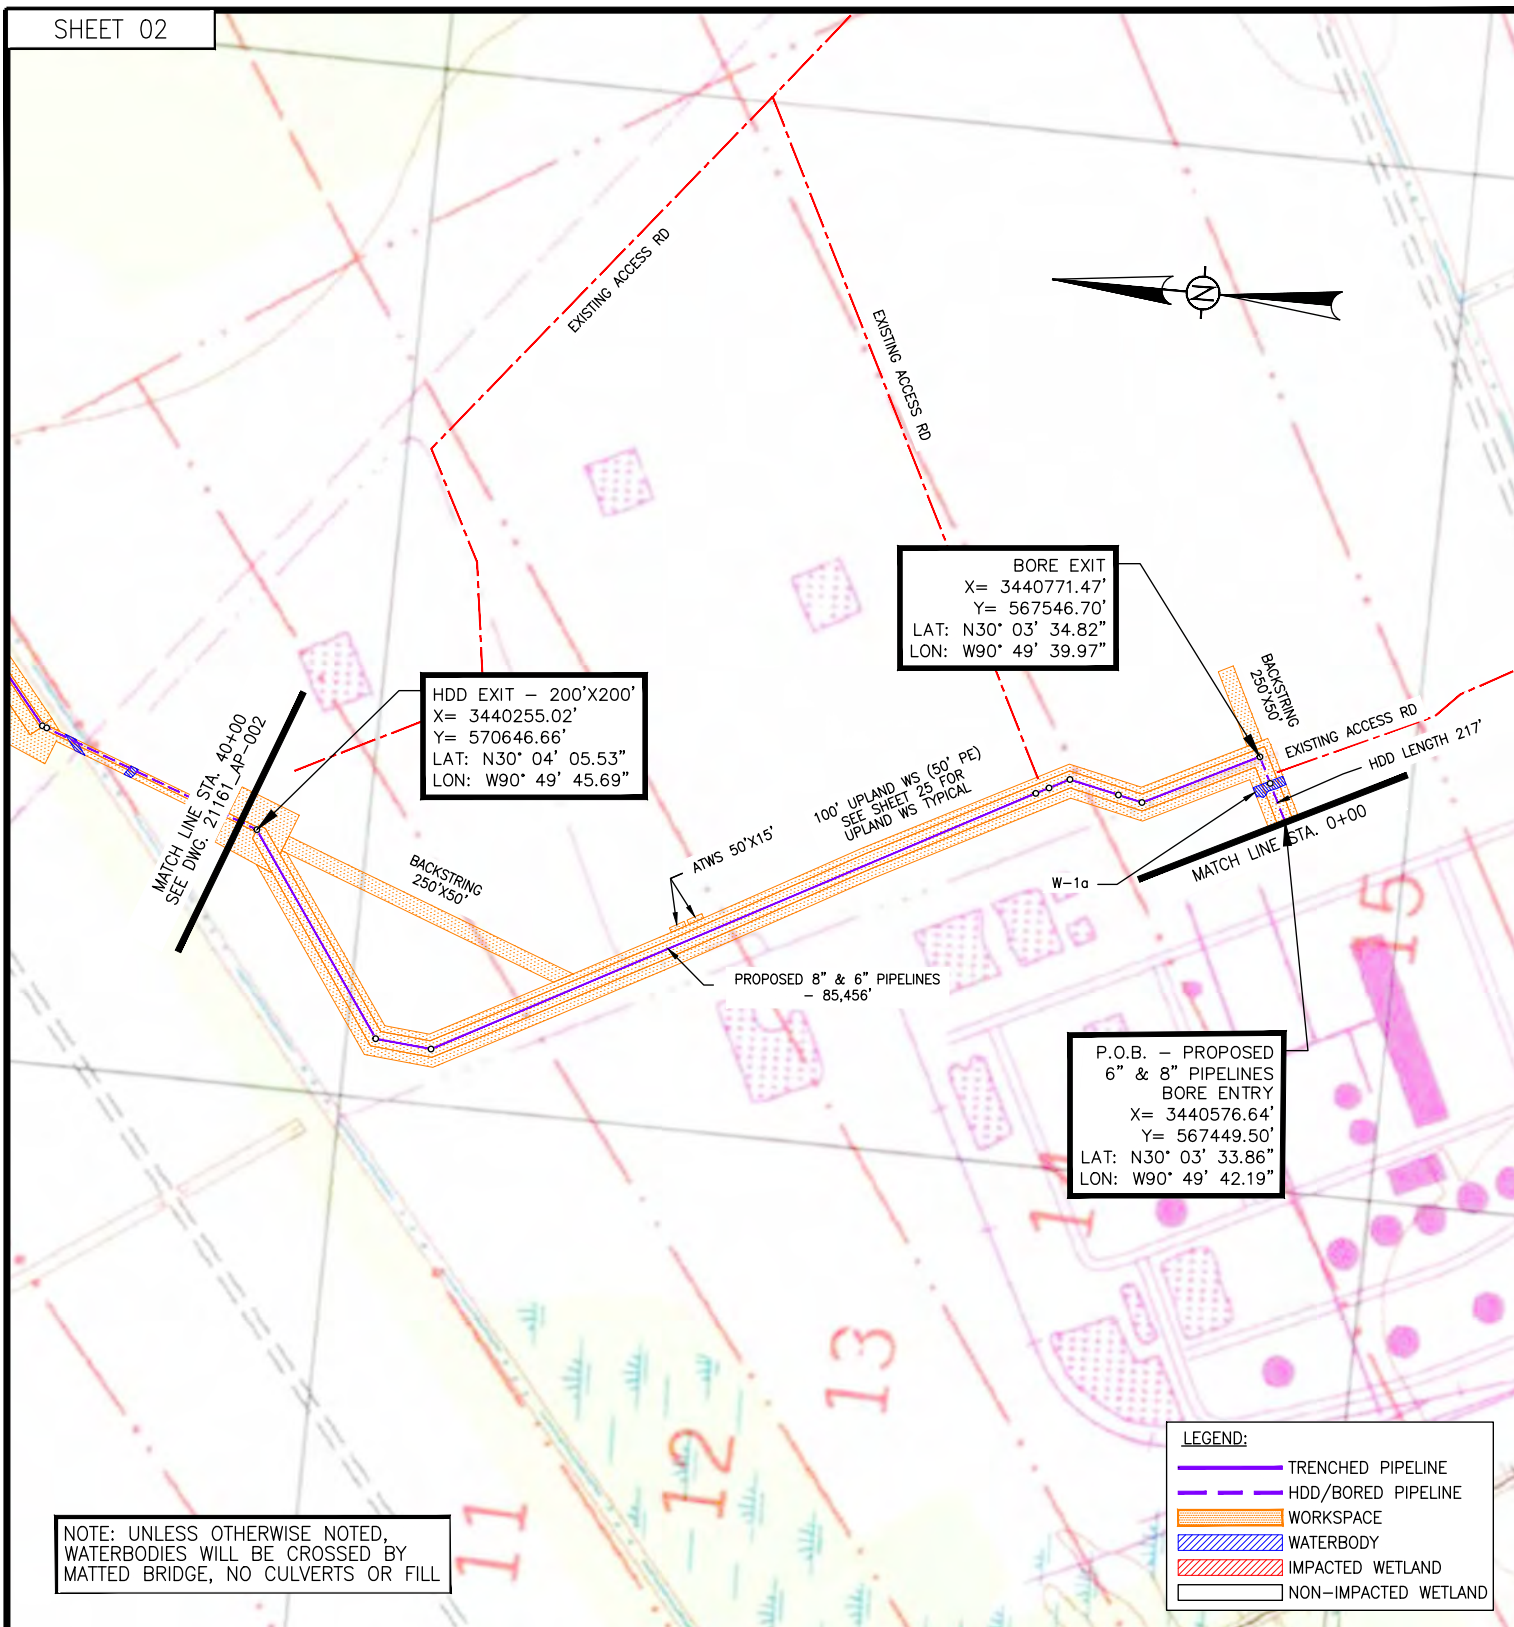 SHEET 02
EXISTING ACCESS RD
EXISTING ACCESS RD
N
BORE EXIT
X= 3440771.47'
Y= 567546.70'
LAT: N30° 03' 34.82"
LON: W90° 49' 39.97"
HDD EXIT – 200'X200'
X= 3440255.02'
Y= 570646.66'
LAT: N30° 04' 05.53"
LON: W90° 49' 45.69"
MATCH LINE STA. 40+00
SEE DWG. 21161_AP-002
BACKSTRING
250'X50'
EXISTING ACCESS RD
HDD LENGTH 217'
100' UPLAND WS (50' PE)
SEE SHEET 25 FOR
UPLAND WS TYPICAL
ATWS 50'X15'
BACKSTRING
250'X50'
W-1a
MATCH LINE STA. 0+00
PROPOSED 8" & 6" PIPELINES
– 85,456'
P.O.B. – PROPOSED
6" & 8" PIPELINES
BORE ENTRY
X= 3440576.64'
Y= 567449.50'
LAT: N30° 03' 33.86"
LON: W90° 49' 42.19"
15
14
13
12
11
LEGEND:
TRENCHED PIPELINE
HDD/BORED PIPELINE
WORKSPACE
WATERBODY
IMPACTED WETLAND
NON-IMPACTED WETLAND
NOTE: UNLESS OTHERWISE NOTED,
WATERBODIES WILL BE CROSSED BY
MATTED BRIDGE, NO CULVERTS OR FILL